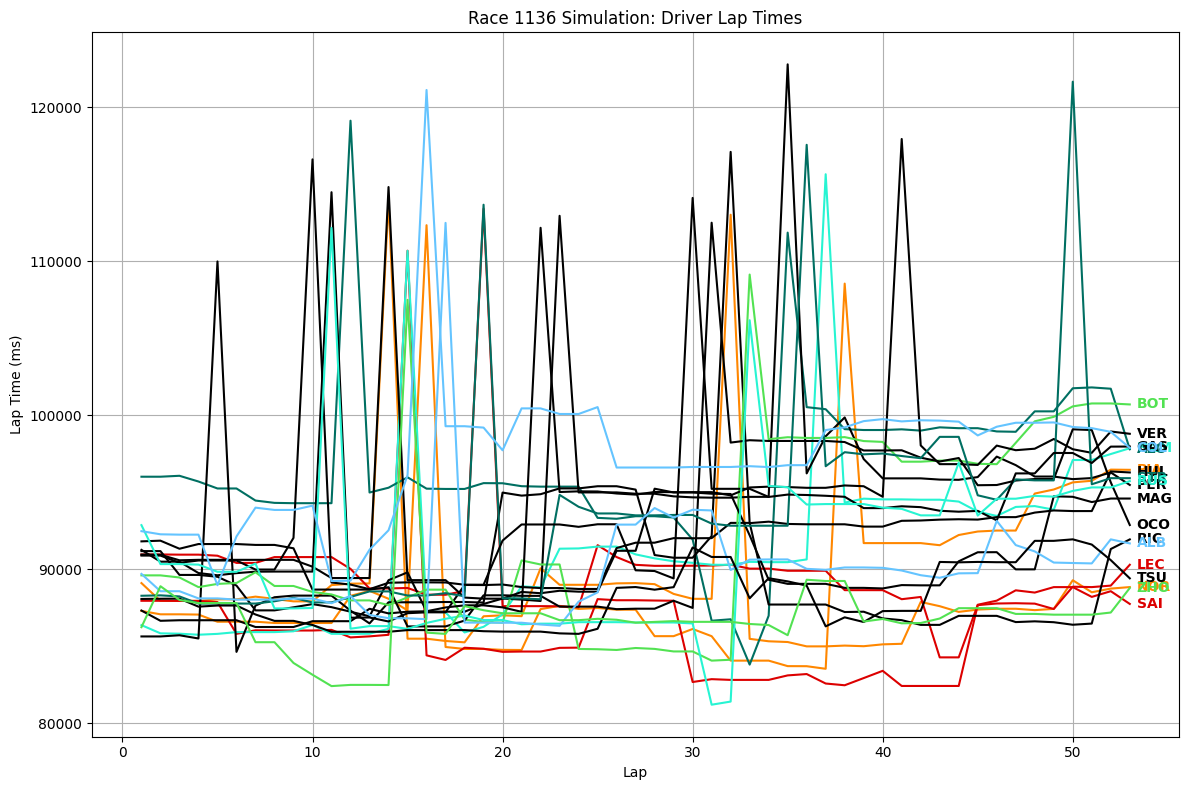 Race 1136 Simulation: Driver Lap Times
Lap Time (ms)
120000
110000
100000
90000
80000
0
10
20
30
40
50
Lap
BOT
VER
MAG
OCO
RIC
ALB
LEC
TSU
SAI